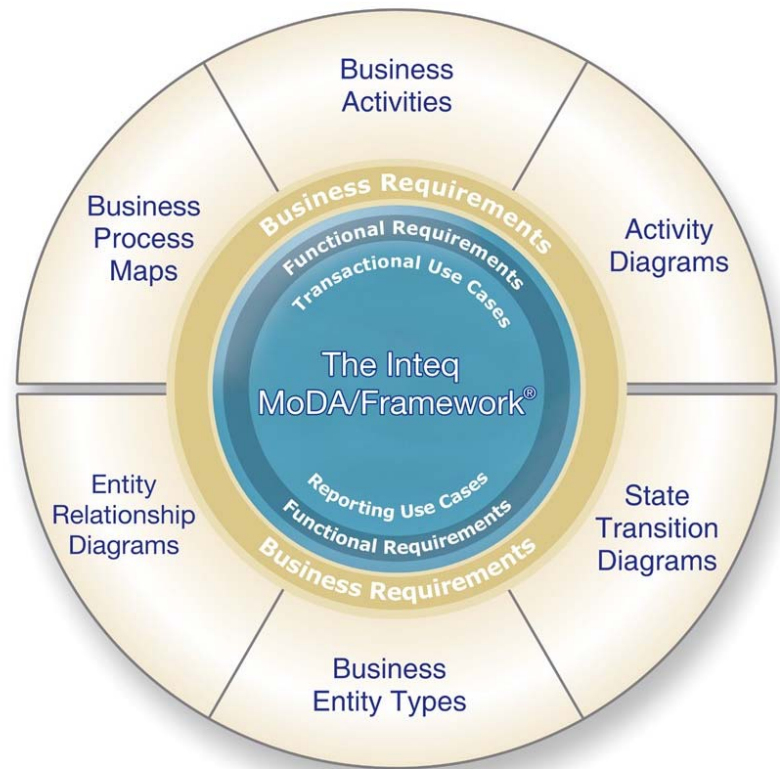 Business
Activities
Business
Process
Maps
Activity
Diagrams
Business Requirements
Functional Requirements
Transactional Use Cases
The Inteq
MoDA/Framework®
Reporting Use Cases
Functional Requirements
Business Requirements
Entity
Relationship
Diagrams
State
Transition
Diagrams
Business
Entity Types